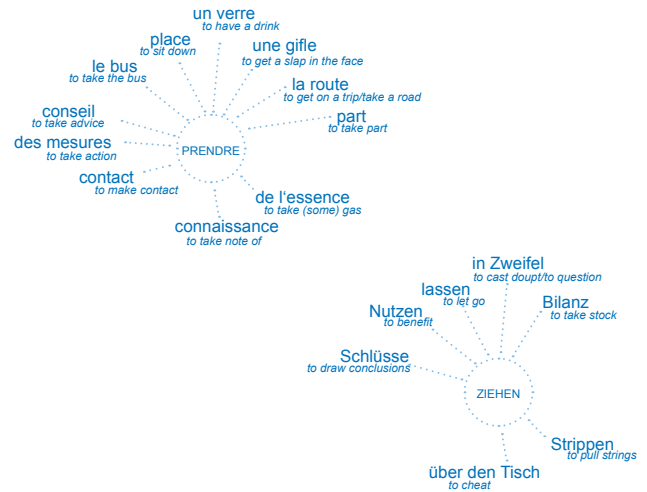 un verre
to have a drink
place
to sit down
une gifle
to get a slap in the face
le bus
to take the bus
la route
to get on a trip/take a road
conseil
to take advice
part
to take part
des mesures
to take action
PRENDRE
contact
to make contact
de l‘essence
to take (some) gas
connaissance
to take note of
in Zweifel
to cast doupt/to question
lassen
to let go
Bilanz
to take stock
Nutzen
to benefit
Schlüsse
to draw conclusions
ZIEHEN
Strippen
to pull strings
über den Tisch
to cheat